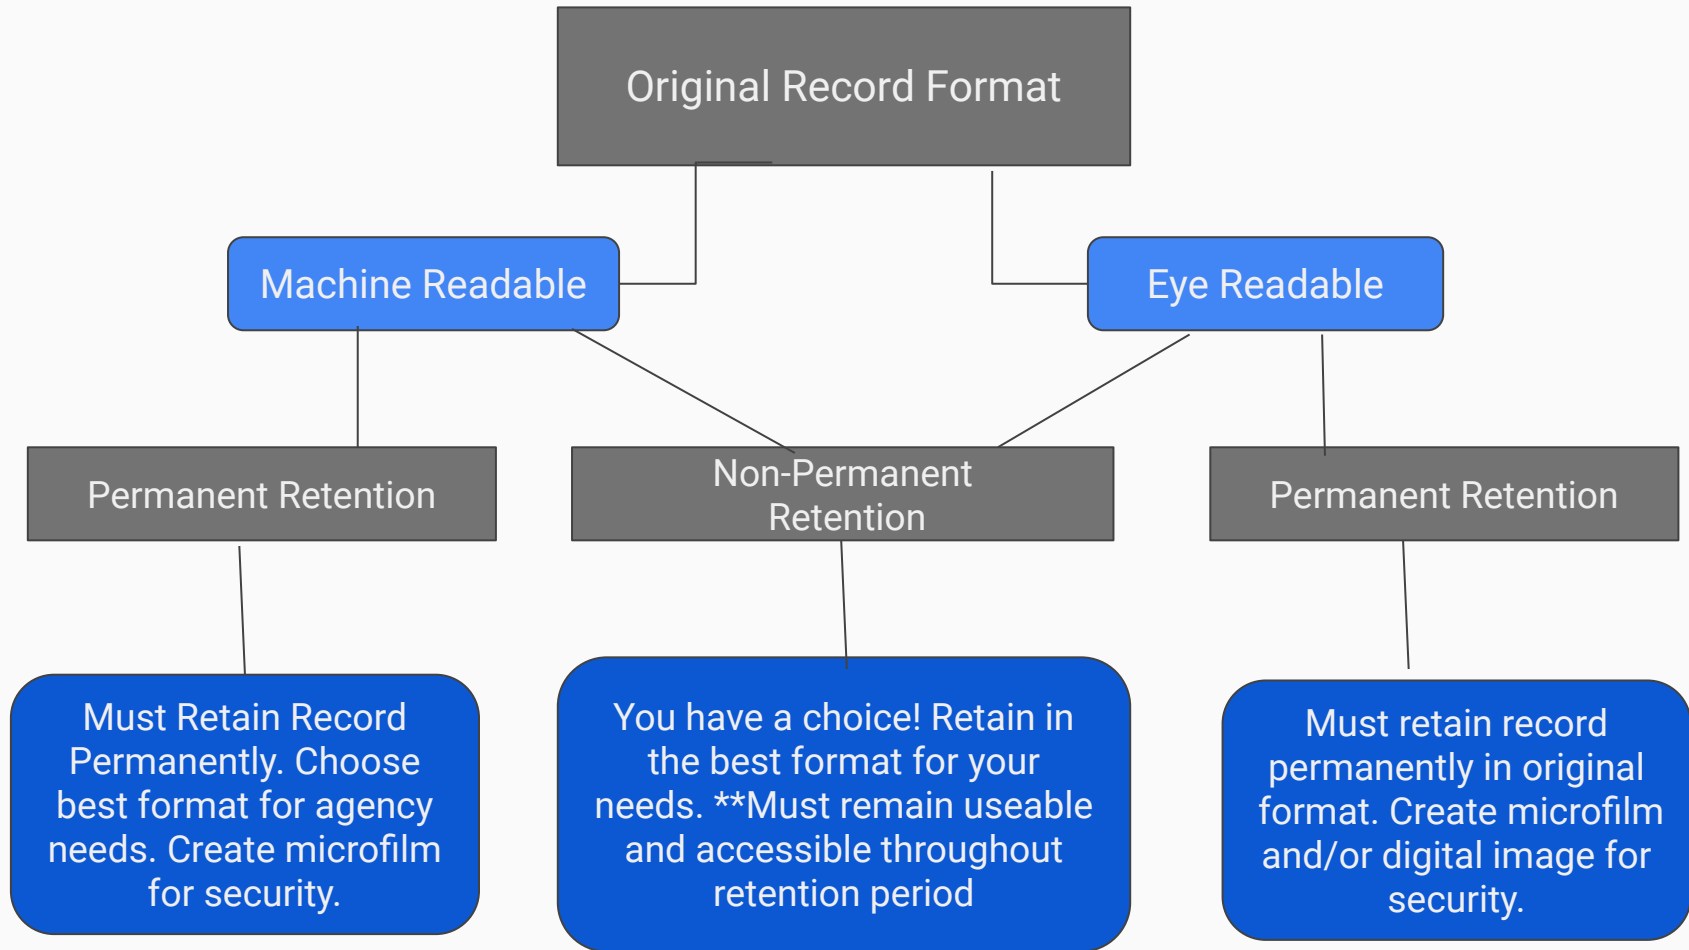 Original Record Format
Machine Readable
Eye Readable
Permanent Retention
Non-Permanent
Retention
Permanent Retention
Must Retain Record
Permanently. Choose
best format for agency
needs. Create microfilm
for security.
You have a choice! Retain in
the best format for your
needs. **Must remain useable
and accessible throughout
retention period
Must retain record
permanently in original
format. Create microfilm
and/or digital image for
security.